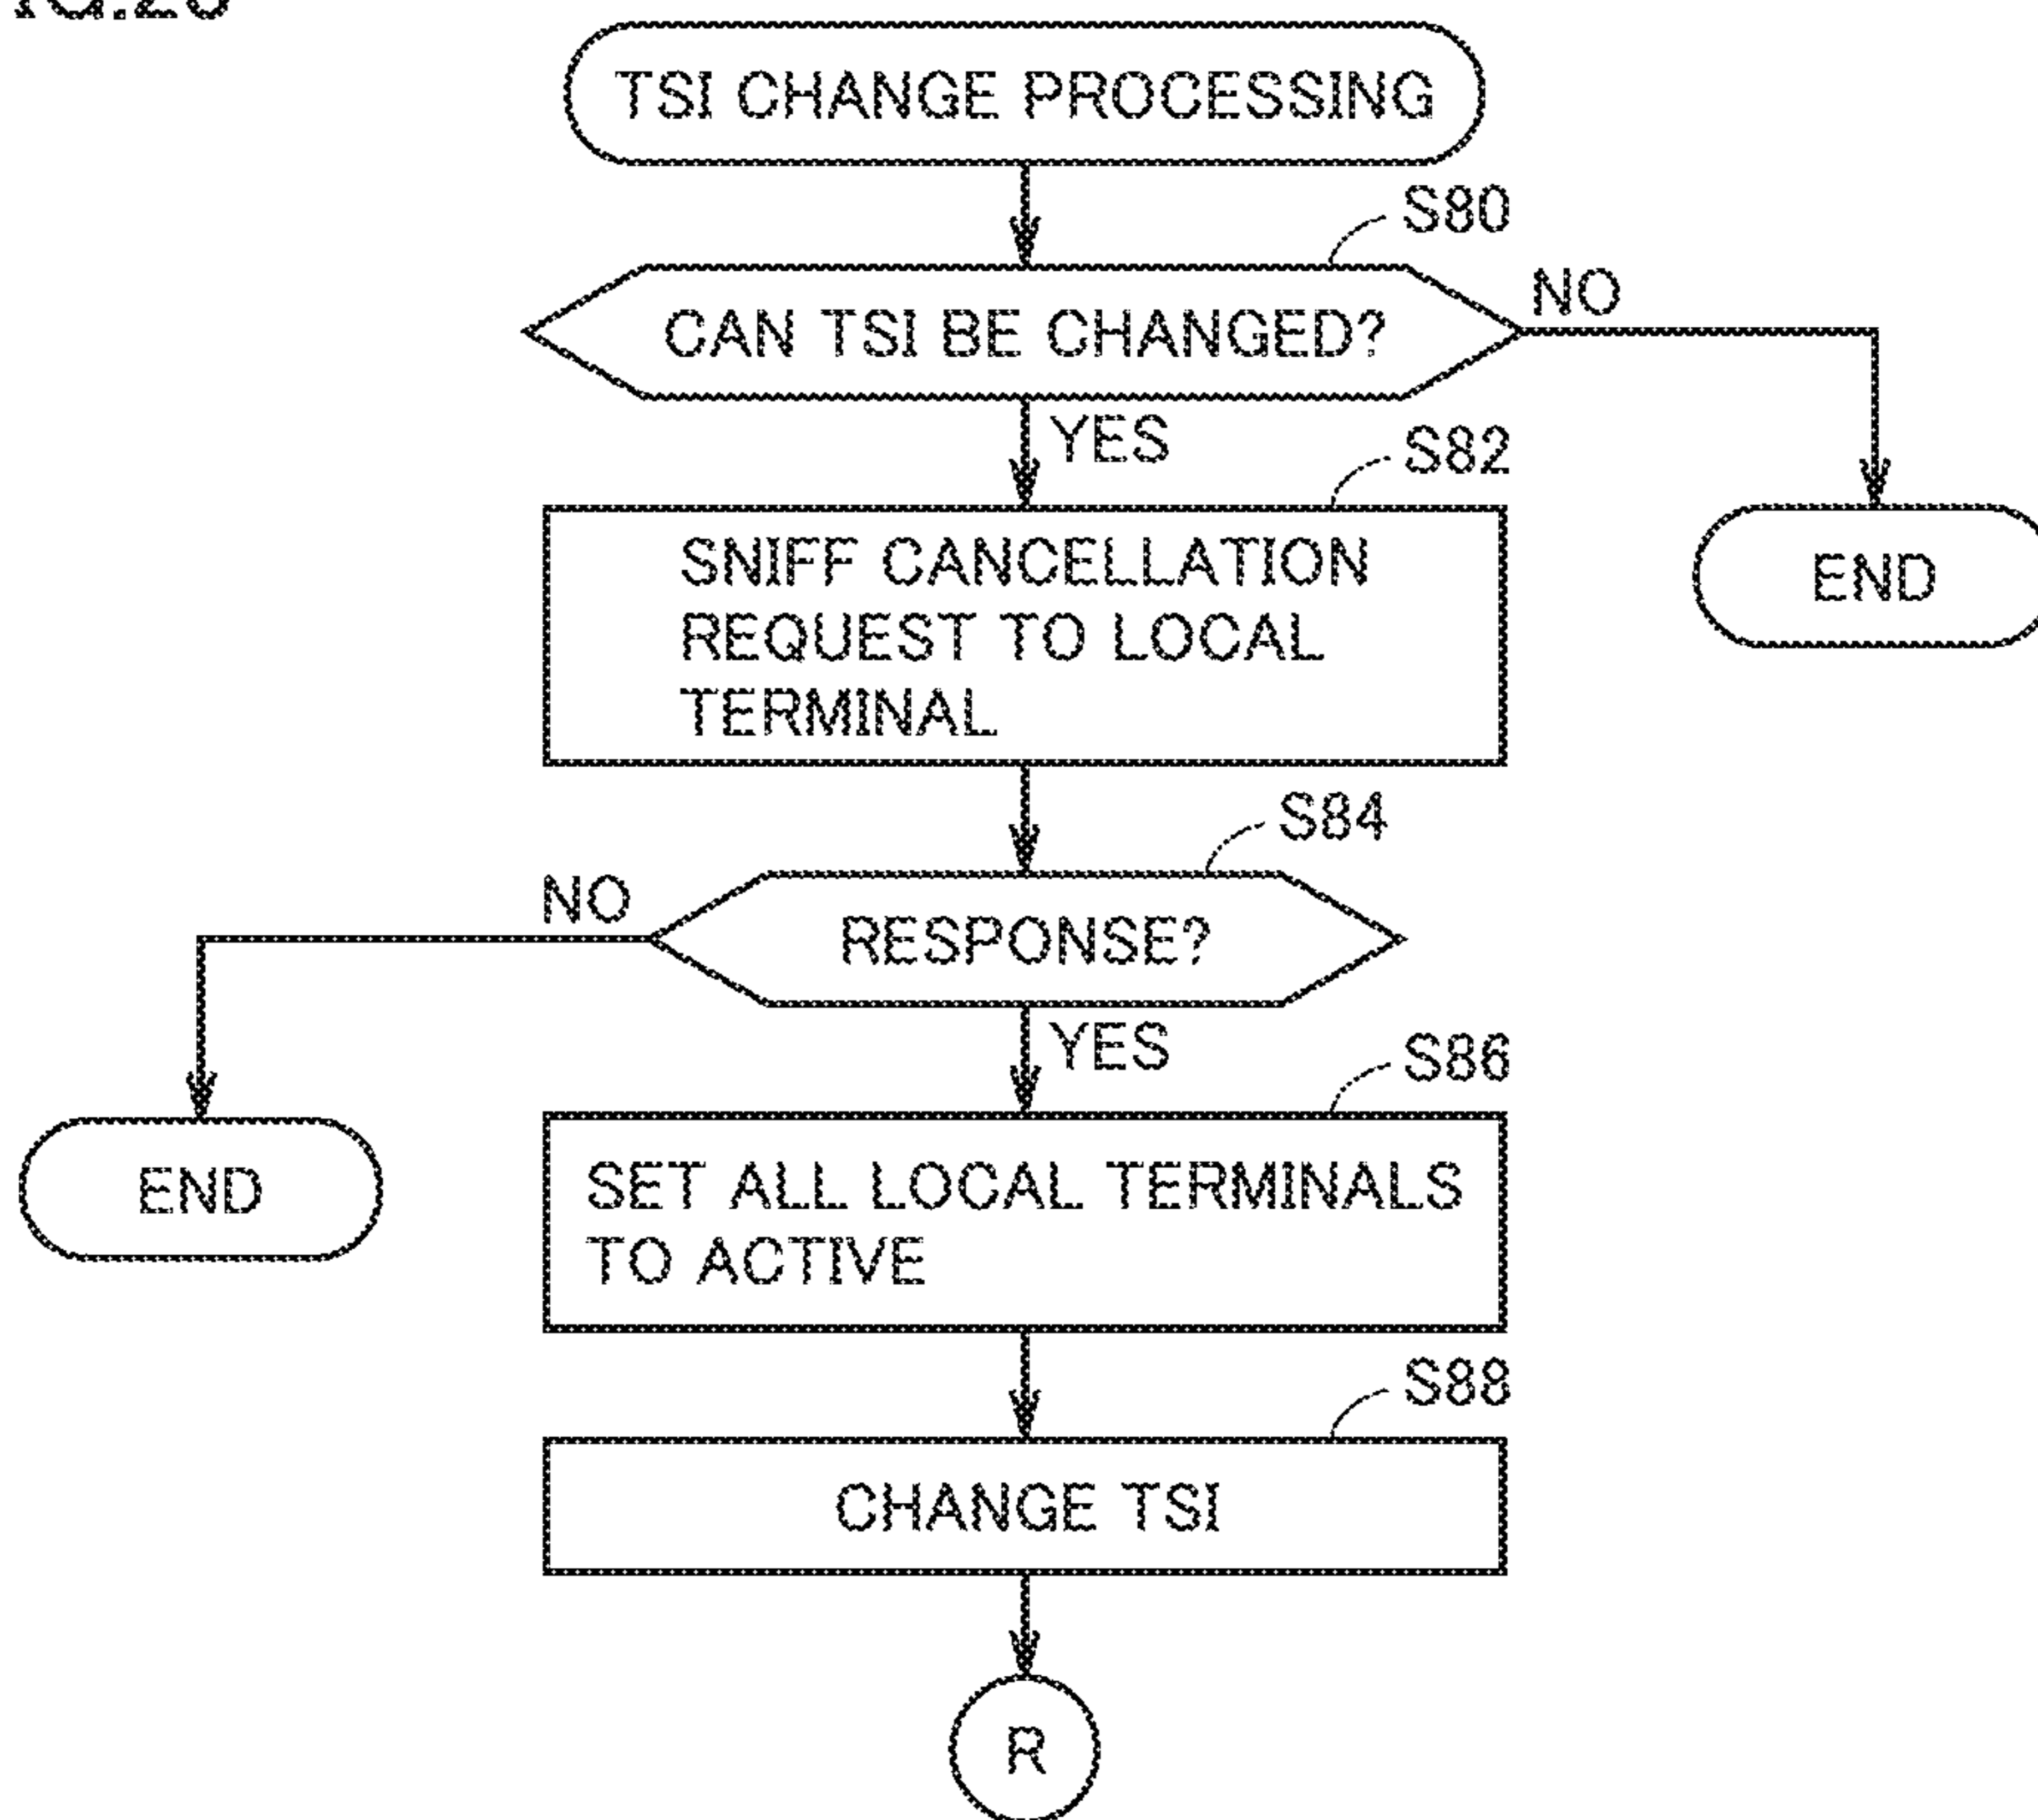 TSI CHANGE PROCESSING
S80
CAN TSI BE CHANGED?
NO
YES
S82
SNIFF CANCELLATION
REQUEST TO LOCAL
TERMINAL
END
S84
NO
RESPONSE?
YES
S86
END
SET ALL LOCAL TERMINALS
TO ACTIVE
S88
CHANGE TSI
R